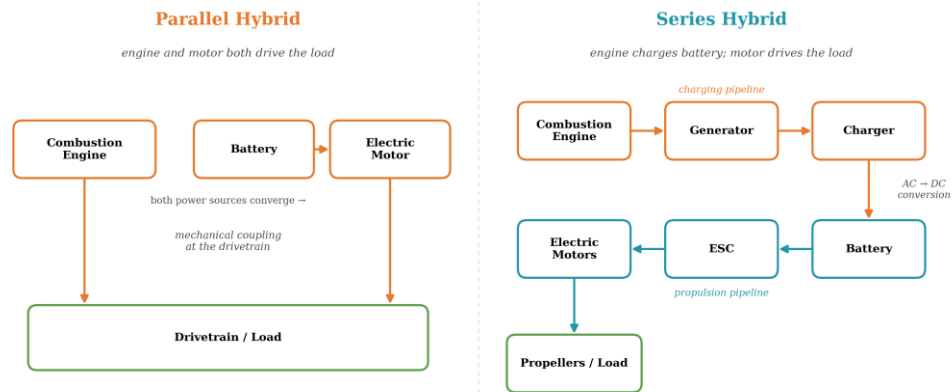 Parallel Hybrid
engine and motor both drive the load
Combustion
Engine
Battery
Electric
Motor
both power sources converge →
mechanical coupling
at the drivetrain
Drivetrain / Load
Series Hybrid
engine charges battery; motor drives the load
charging pipeline
Combustion
Engine
Generator
Charger
AC → DC
conversion
Electric
Motors
ESC
Battery
propulsion pipeline
Propellers / Load